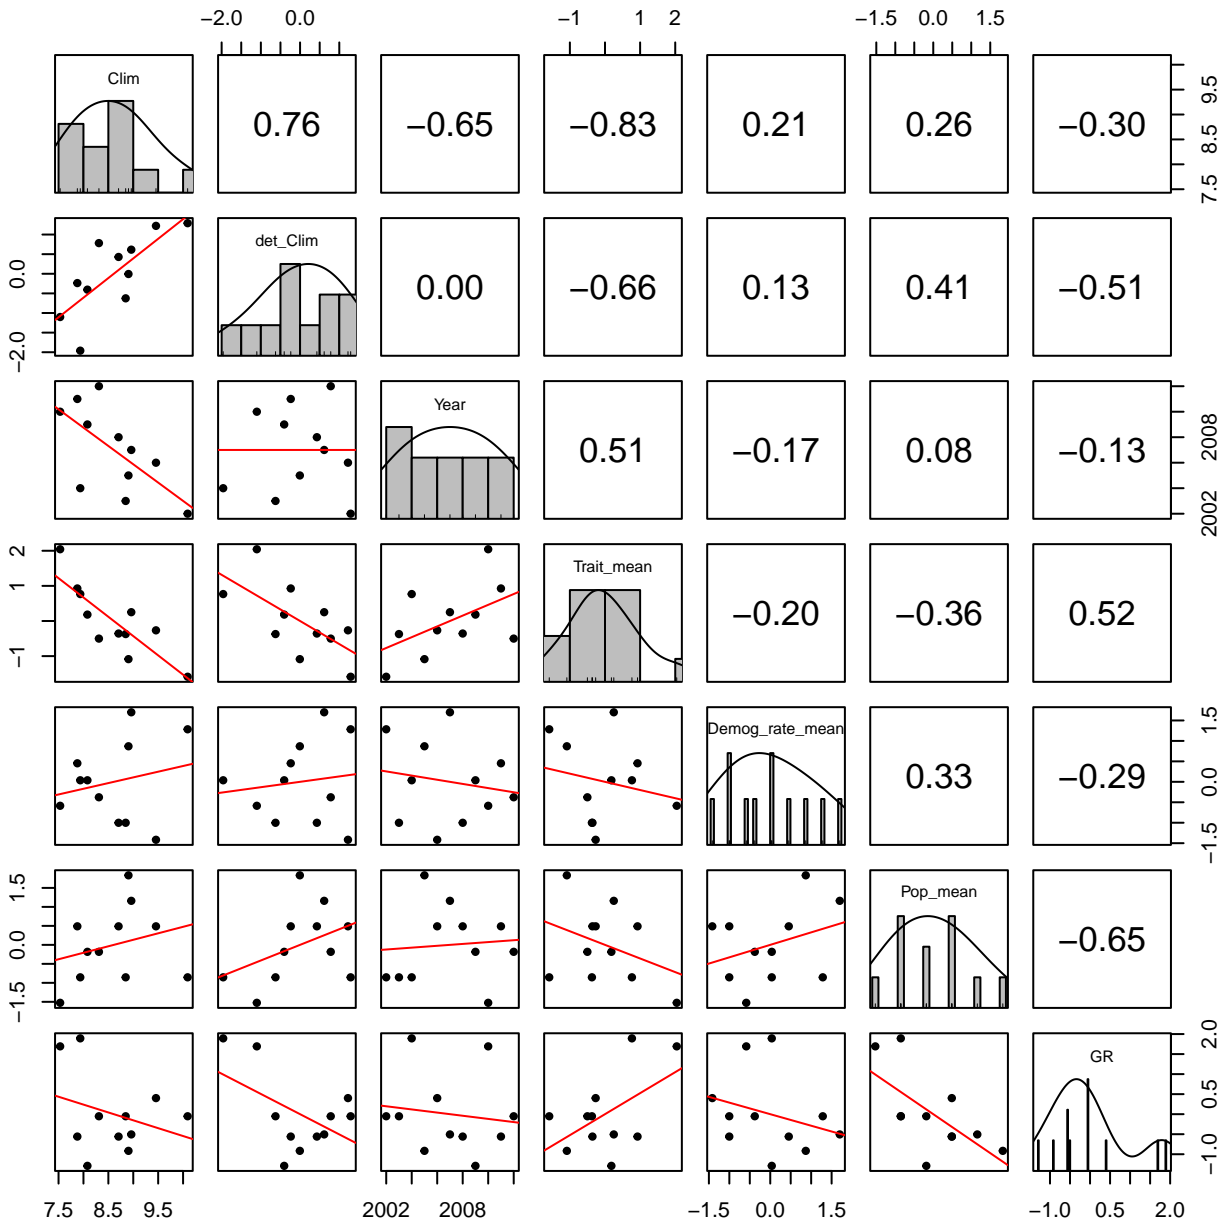 −2.0 0.0 −1 1 2 −1.5 0.0 1.5
Clim 0.76 −0.65 −0.83 0.21 0.26 −0.30
7.5 8.5 9.5
−2.0 0.0
det_Clim 0.00 −0.66 0.13 0.41 −0.51
Year 0.51 −0.17 0.08 −0.13
2002 2008
−1 1 2
Trait_mean −0.20 −0.36 0.52
Demog_rate_mean 0.33 −0.29
−1.5 0.0 1.5
−1.5 0.0 1.5
Pop_mean −0.65
GR
−1.0 0.5 2.0
7.5 8.5 9.5 2002 2008 −1.5 0.0 1.5 −1.0 0.5 2.0